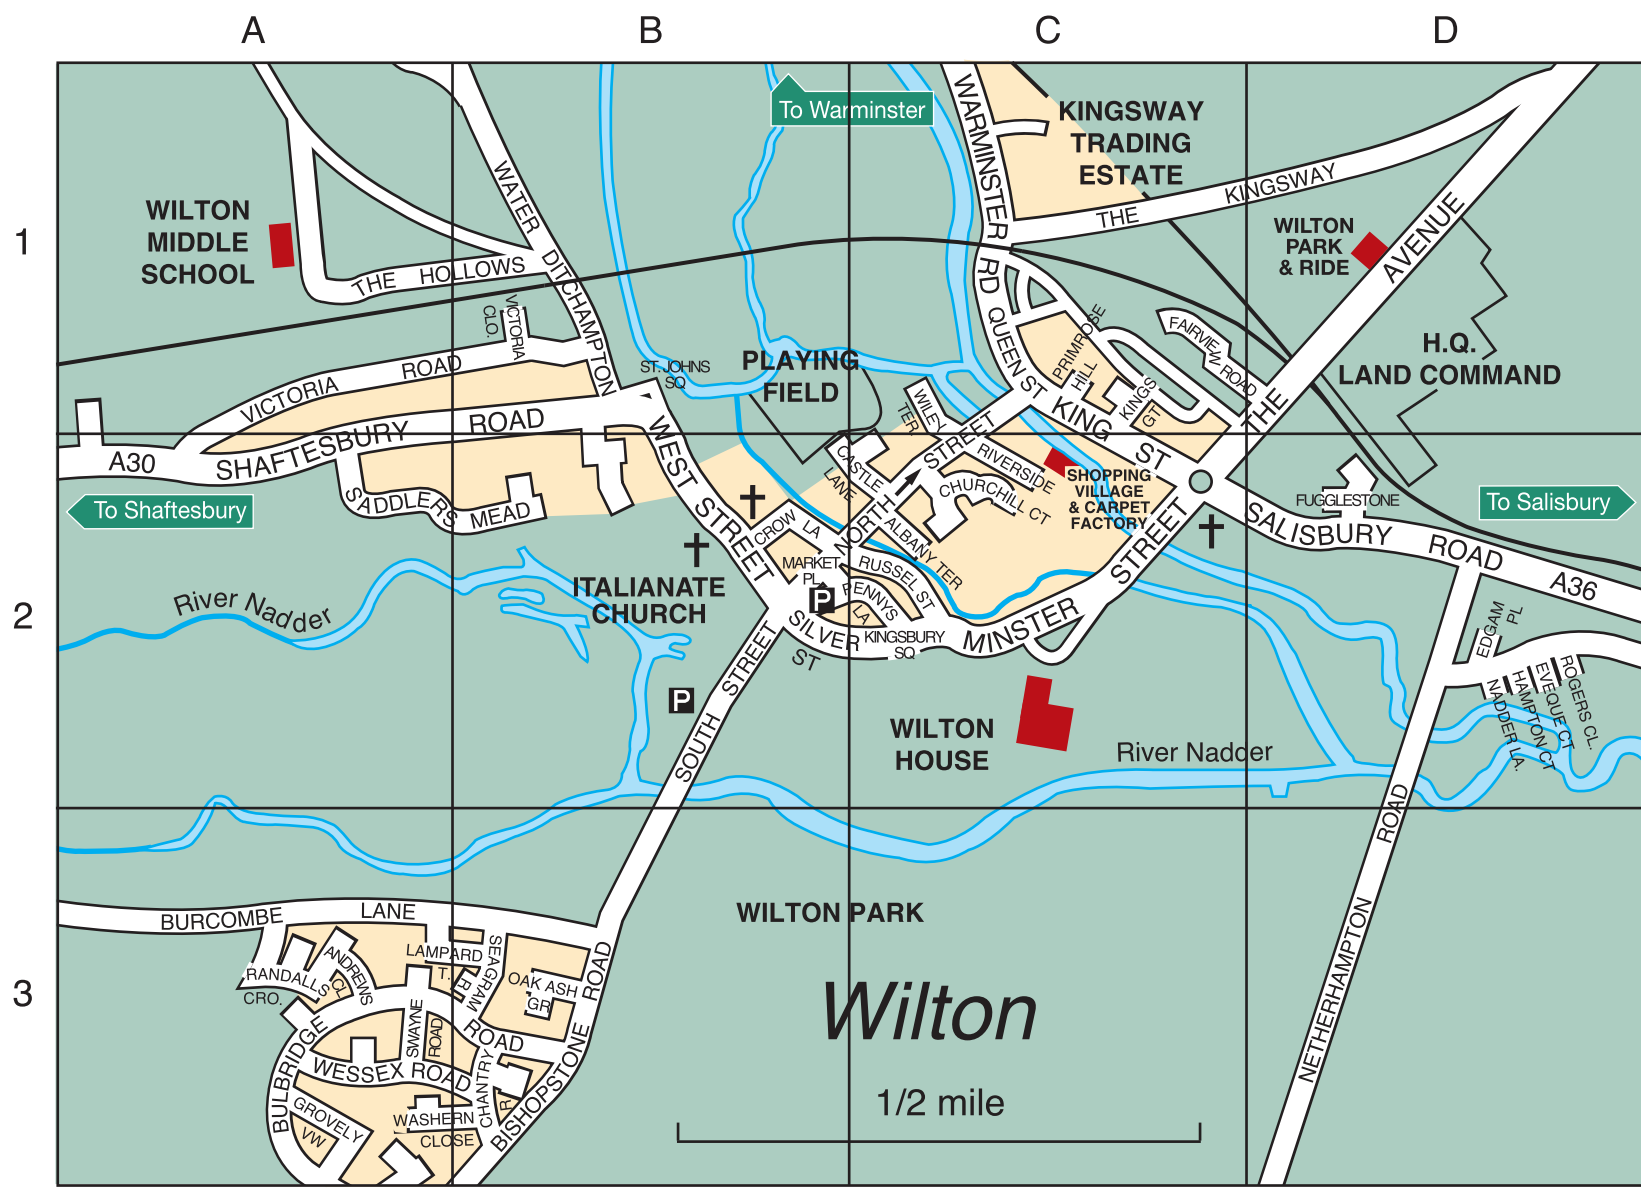 A
B
C
D
1
2
3
To Warminster
KINGSWAY
TRADING
ESTATE
WARMINSTER
RD
THE KINGSWAY
WILTON
MIDDLE
SCHOOL
WATER DITCHAMPTON
THE HOLLOWS
WILTON
PARK
& RIDE
THE AVENUE
H.Q.
LAND COMMAND
VICTORIA
CLO.
VICTORIA ROAD
ST. JOHNS
SQ
PLAYING
FIELD
QUEEN ST
PRIMROSE
HILL
FAIRVIEW ROAD
KINGS
GT
KING ST
WILEY
TER.
A30
SHAFTESBURY ROAD
To Shaftesbury
SADDLERS MEAD
WEST STREET
CASTLE
LANE
NORTH STREET
RIVERSIDE
CHURCHILL CT
SHOPPING
VILLAGE
& CARPET
FACTORY
FUGGLESTONE
To Salisbury
SALISBURY ROAD
A36
CROW LA
ALBANY TER
MARKET
PL
P
RUSSEL ST
PENNYS
LA
SILVER
ST
KINGSBURY
SQ
MINSTER STREET
River Nadder
ITALIANATE
CHURCH
P
SOUTH STREET
WILTON
HOUSE
River Nadder
EDGAM
PL
NADDER LA.
HAMPTON CT
EVEQUE CT
ROGERS CL.
NETHERHAMPTON ROAD
BURCOMBE LANE
WILTON PARK
RANDALLS
CRO.
ANDREWS
CL
LAMPARD
T.
SEAGRAM
R.
OAK ASH
GR
BULBRIDGE ROAD
SWAYNE
ROAD
WESSEX ROAD
CHANTRY
R.
GROVELY
VW
WASHERN
CLOSE
BISHOPSTONE ROAD
Wilton
1/2 mile